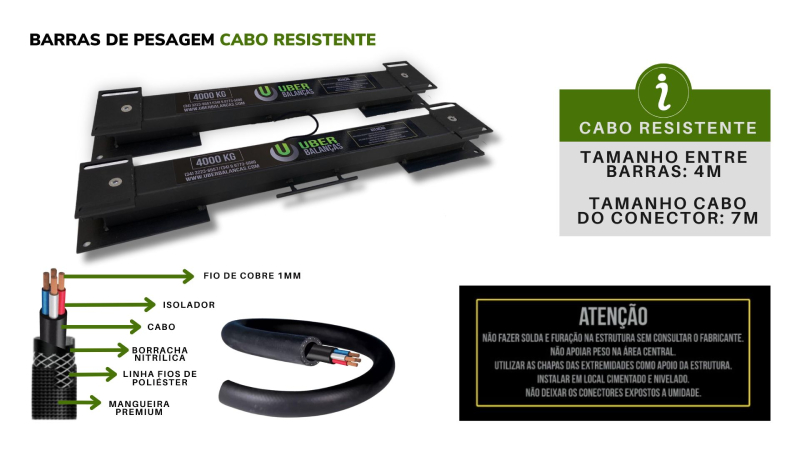 BARRAS DE PESAGEM CABO RESISTENTE
4000 KG
WWW.UBERBALANCAS.COM
UBER
BALANÇAS
4000 KG
WWW.UBERBALANCAS.COM
UBER
BALANÇAS
i
CABO RESISTENTE
TAMANHO ENTRE
BARRAS: 4M
TAMANHO CABO
DO CONECTOR: 7M
FIO DE COBRE 1MM
ISOLADOR
CABO
BORRACHA
NITRÍLICA
LINHA FIOS DE
POLIÉSTER
MANGUEIRA
PREMIUM
ATENÇÃO
NÃO FAZER SOLDA E FURAÇÃO NA ESTRUTURA SEM CONSULTAR O FABRICANTE.
NÃO APOIAR PESO NA ÁREA CENTRAL.
UTILIZAR AS CHAPAS DAS EXTREMIDADES COMO APOIO DA ESTRUTURA.
INSTALAR EM LOCAL CIMENTADO E NIVELADO.
NÃO DEIXAR OS CONECTORES EXPOSTOS A UMIDADE.